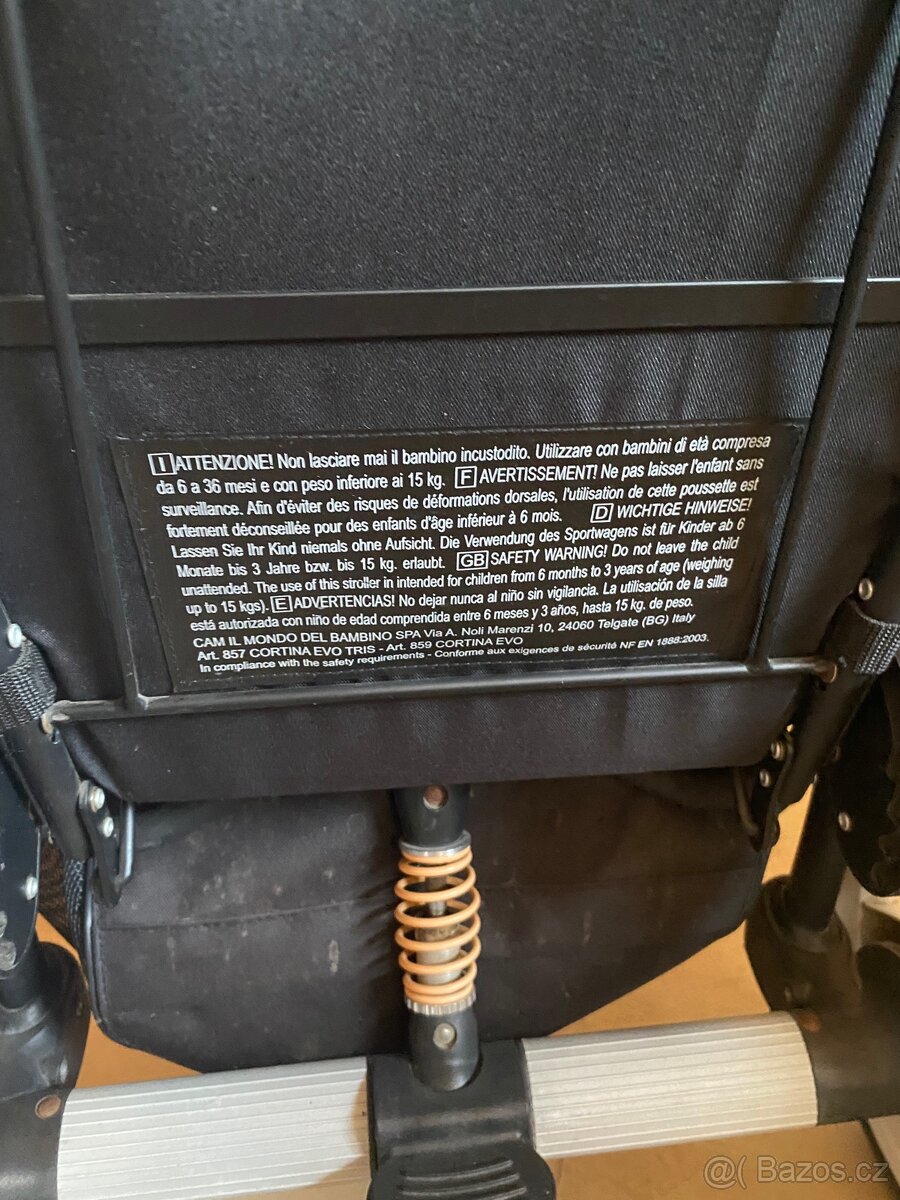 I ATTENZIONE! Non lasciare mai il bambino incustodito. Utilizzare con bambini di età compresa
da 6 a 36 mesi e con peso inferiore ai 15 kg. F AVERTISSEMENT! Ne pas laisser l'enfant sans
surveillance. Afin d'éviter des risques de déformations dorsales, l'utilisation de cette poussette est
fortement déconseillée pour des enfants d'âge inférieur à 6 mois. D WICHTIGE HINWEISE!
Lassen Sie Ihr Kind niemals ohne Aufsicht. Die Verwendung des Sportwagens ist für Kinder ab 6
Monate bis 3 Jahre bzw. bis 15 kg. erlaubt. GB SAFETY WARNING! Do not leave the child
unattended. The use of this stroller in intended for children from 6 months to 3 years of age (weighing
up to 15 kgs). E ADVERTENCIAS! No dejar nunca al niño sin vigilancia. La utilización de la silla
está autorizada con niño de edad comprendida entre 6 meses y 3 años, hasta 15 kg. de peso.
CAM IL MONDO DEL BAMBINO SPA Via A. Noli Marenzi 10, 24060 Telgate (BG) Italy
Art. 857 CORTINA EVO TRIS - Art. 859 CORTINA EVO
In compliance with the safety requirements - Conforme aux exigences de sécurité NF EN 1888:2003.
@( Bazos.cz